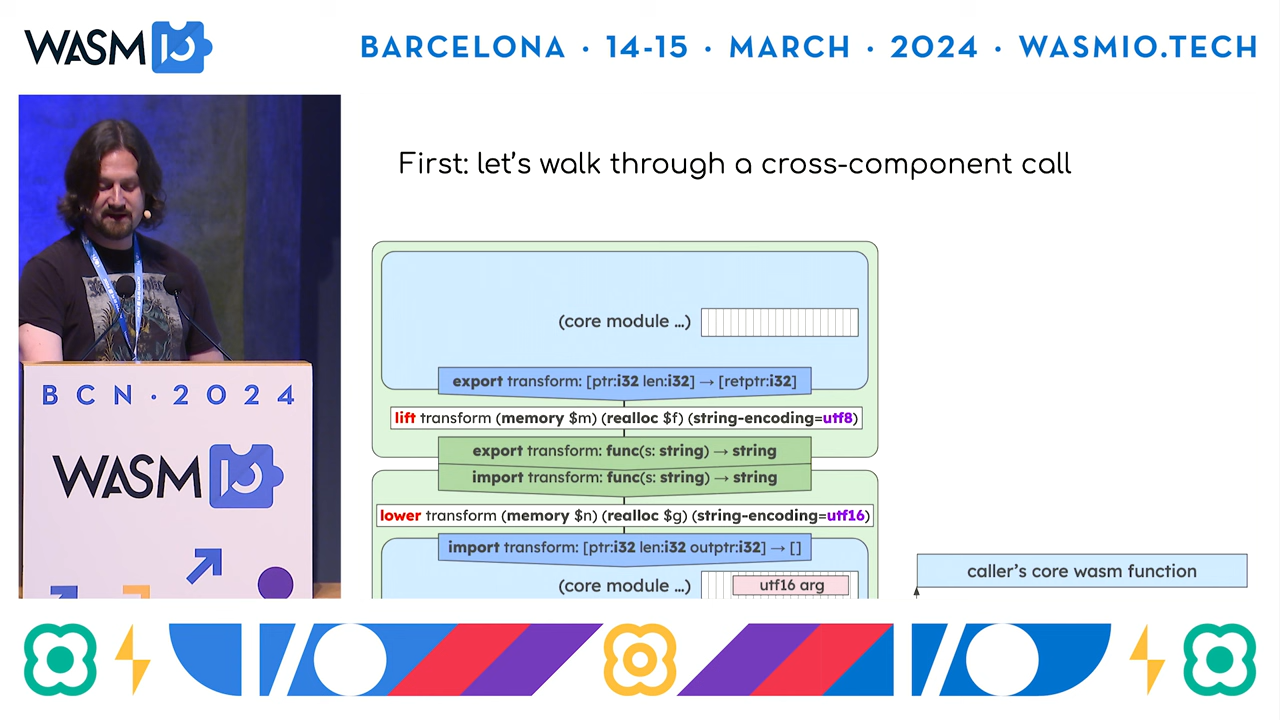 WASM IO
BARCELONA · 14-15 · MARCH · 2024 · WASMIO.TECH
First: let's walk through a cross-component call
(core module ...)
export transform: [ptr:i32 len:i32] → [retptr:i32]
lift transform (memory $m) (realloc $f) (string-encoding=utf8)
export transform: func(s: string) → string
import transform: func(s: string) → string
lower transform (memory $n) (realloc $g) (string-encoding=utf16)
import transform: [ptr:i32 len:i32 outptr:i32] → []
(core module ...)
utf16 arg
caller's core wasm function
BCN·2024
WASM IO